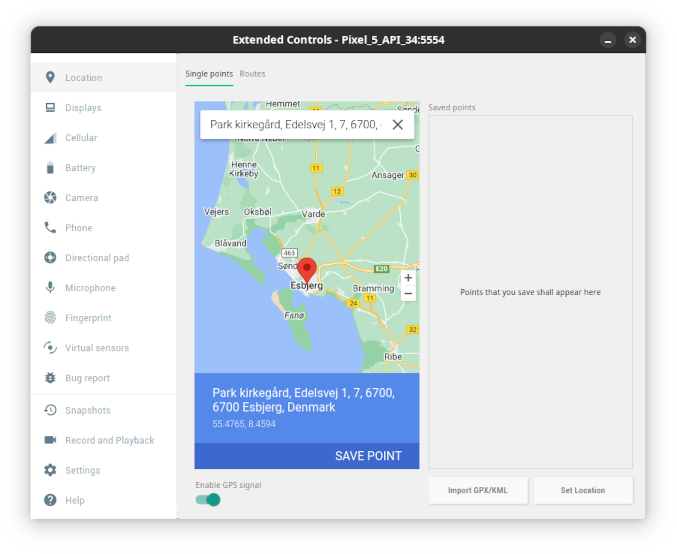 Extended Controls - Pixel_5_API_34:5554
Location
Displays
Cellular
Battery
Camera
Phone
Directional pad
Microphone
Fingerprint
Virtual sensors
Bug report
Snapshots
Record and Playback
Settings
Help
Single points
Routes
Hemmet
Park kirkegård, Edelsvej 1, 7, 6700,
11
Henne
Kirkeby
Ansager
30
12
Vejers
Oksbøl
Varde
Blåvand
463
Sønd
E20
Esbjerg
Bramming
11
24
Fanø
32
Ribe
+
−
Park kirkegård, Edelsvej 1, 7, 6700,
6700 Esbjerg, Denmark
55.4765, 8.4594
SAVE POINT
Enable GPS signal
Saved points
Points that you save shall appear here
Import GPX/KML
Set Location